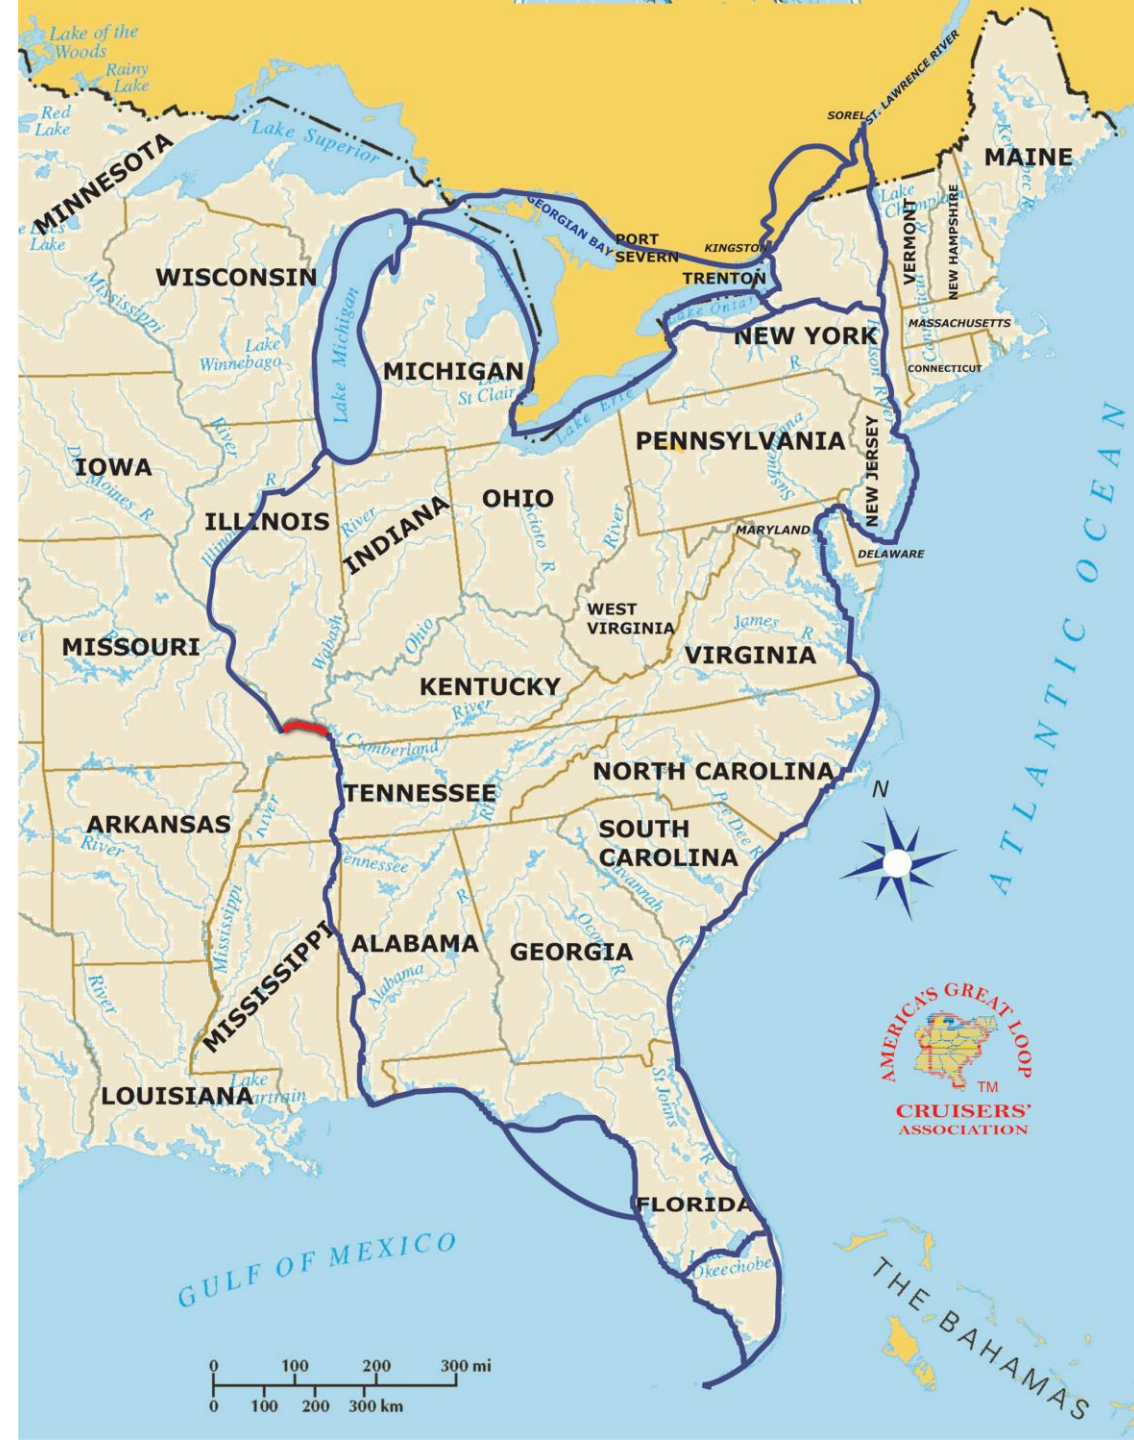 Lake of the
Woods
Rainy
Lake
Red
Lake
MINNESOTA
Lake
Lake Superior
SOREL
ST. LAWRENCE RIVER
MAINE
Lake
VERMONT
NEW HAMPSHIRE
WISCONSIN
Mississippi
GEORGIAN BAY
PORT
SEVERN
KINGSTON
TRENTON
Lake Ontario
Lake Michigan
Lake
Winnebago
MICHIGAN
St Clair
NEW YORK
R
Hudson River
MASSACHUSETTS
Connecticut
CONNECTICUT
Lake Erie
River
IOWA
Des Moines R
R
ILLINOIS
Illinois
River
INDIANA
OHIO
Scioto R
River
PENNSYLVANIA
Susquehanna
NEW JERSEY
MARYLAND
DELAWARE
ATLANTIC OCEAN
MISSOURI
Wabash
Ohio
WEST
VIRGINIA
James
R
VIRGINIA
KENTUCKY
River
Cumberland
TENNESSEE
River
NORTH CAROLINA
Pee Dee R
N
ARKANSAS
River
River
SOUTH
CAROLINA
Savannah
R
Tennessee
Mississippi
MISSISSIPPI
ALABAMA
R
Alabama
GEORGIA
Oconee R
River
LOUISIANA
Lake
St Johns
R
FLORIDA
Okeechobee
AMERICA'S GREAT LOOP
TM
CRUISERS'
ASSOCIATION
GULF OF MEXICO
THE BAHAMAS
0 100 200 300 mi
0 100 200 300 km